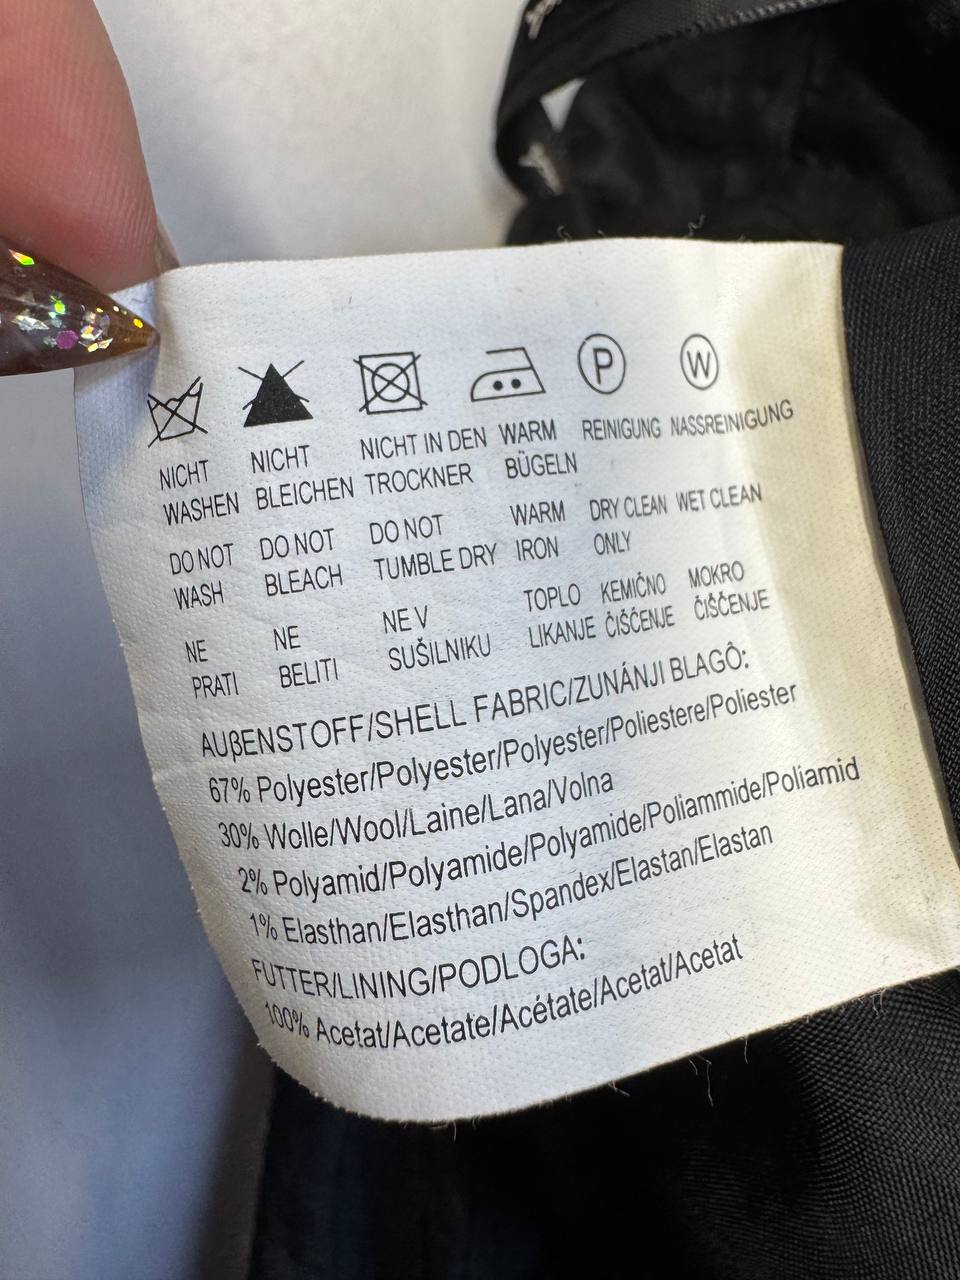 P W
NICHT NICHT NICHT IN DEN WARM REINIGUNG NASSREINIGUNG
WASHEN BLEICHEN TROCKNER BÜGELN
DO NOT DO NOT DO NOT WARM DRY CLEAN WET CLEAN
WASH BLEACH TUMBLE DRY IRON ONLY
NE NE NE V TOPLO KEMIČNO MOKRO
PRATI BELITI SUŠILNIKU LIKANJE ČIŠČENJE ČIŠČENJE
AUβENSTOFF/SHELL FABRIC/ZUNÁNJI BLAGÔ:
67% Polyester/Polyester/Polyester/Poliestere/Poliester
30% Wolle/Wool/Laine/Lana/Volna
2% Polyamid/Polyamide/Polyamide/Poliammide/Poliamid
1% Elasthan/Elasthan/Spandex/Elastan/Elastan
FUTTER/LINING/PODLOGA:
100% Acetat/Acetate/Acétate/Acetat/Acetat